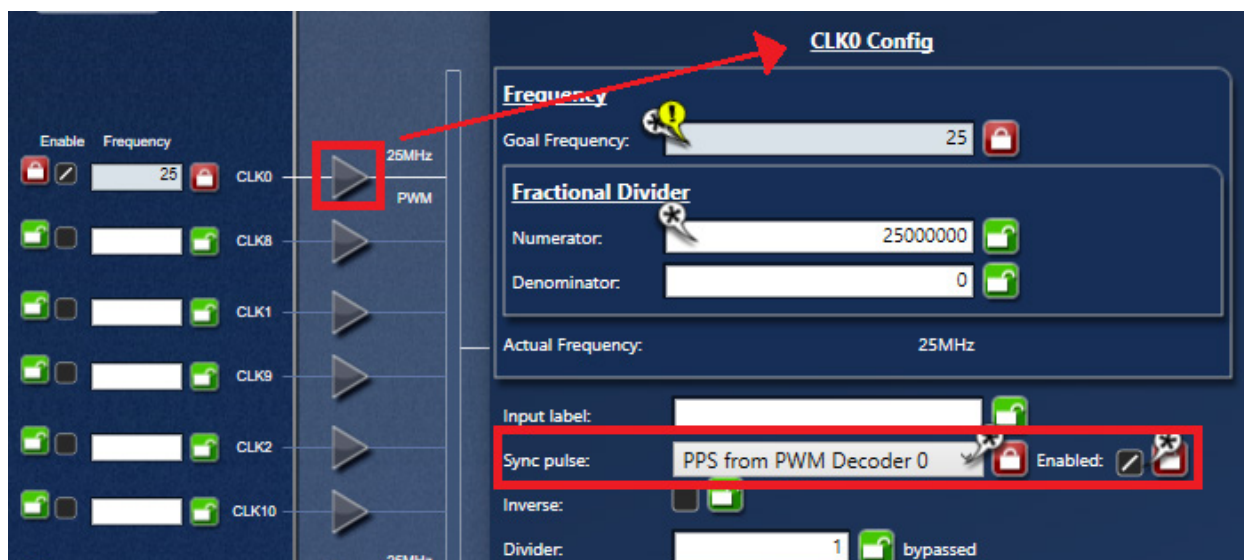 CLK0 Config
Frequency
Goal Frequency: 25
Fractional Divider
Numerator: 25000000
Denominator: 0
Actual Frequency: 25MHz
Input label:
Sync pulse: PPS from PWM Decoder 0 Enabled:
Inverse:
Divider: 1 bypassed
Enable Frequency
25 CLK0
25MHz
PWM
CLK8
CLK1
CLK9
CLK2
CLK10
25MHz